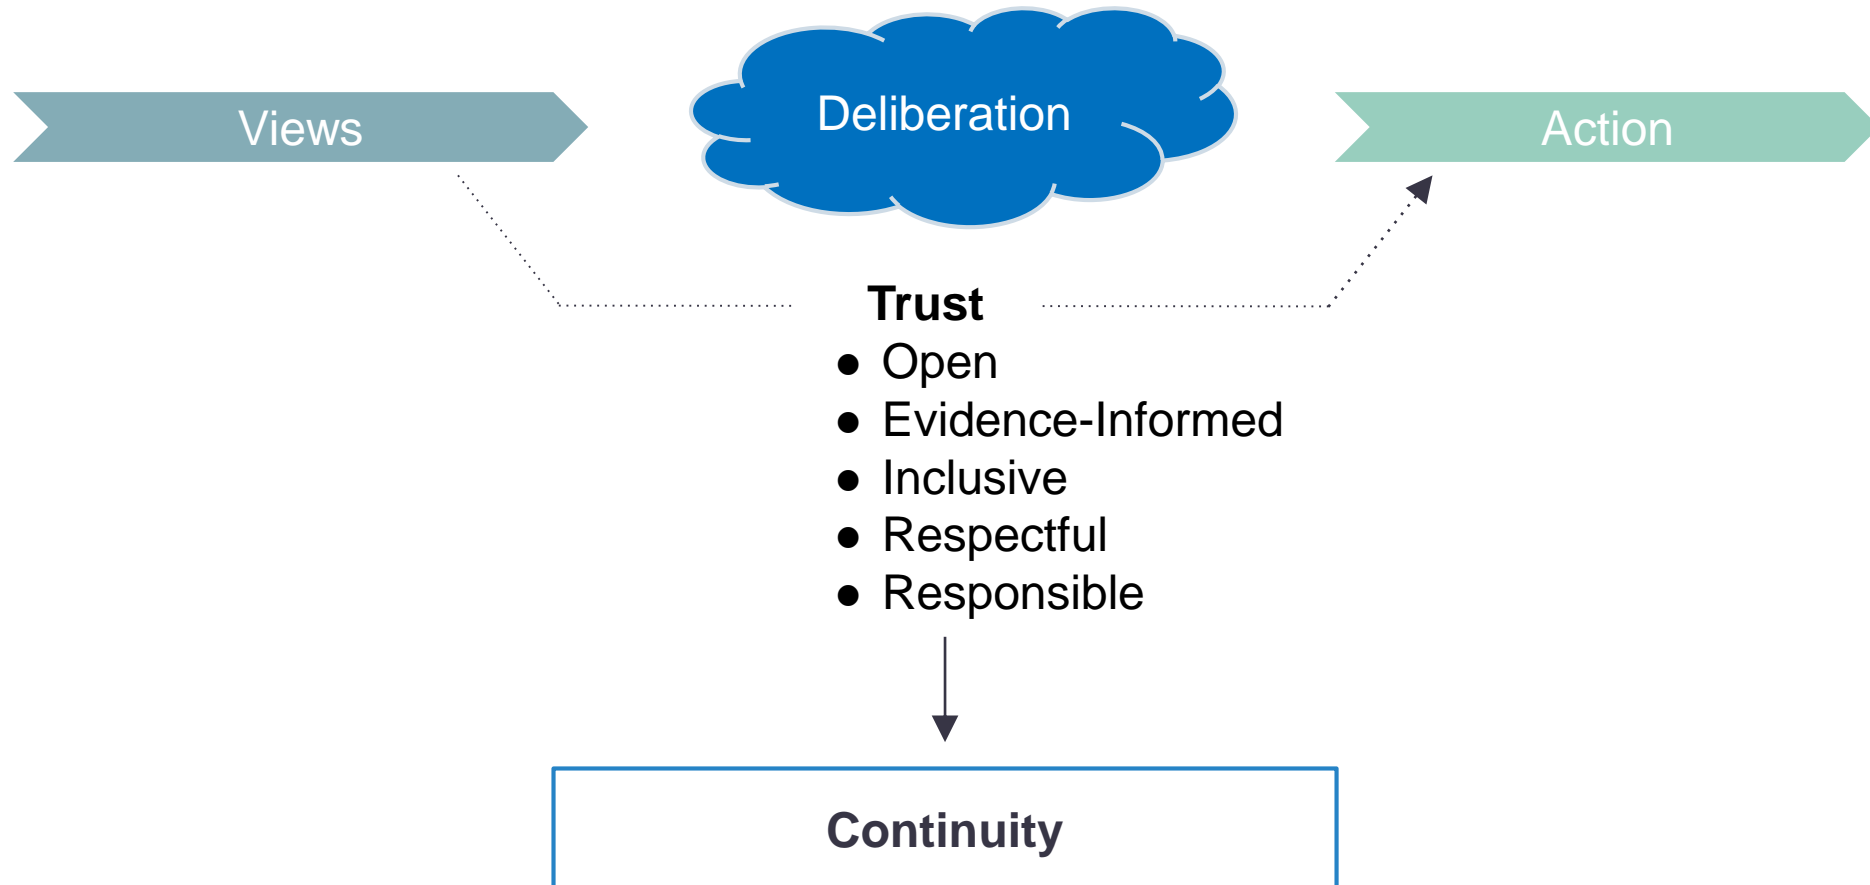 Views
Deliberation
Action
Trust
● Open
● Evidence-Informed
● Inclusive
● Respectful
● Responsible
Continuity